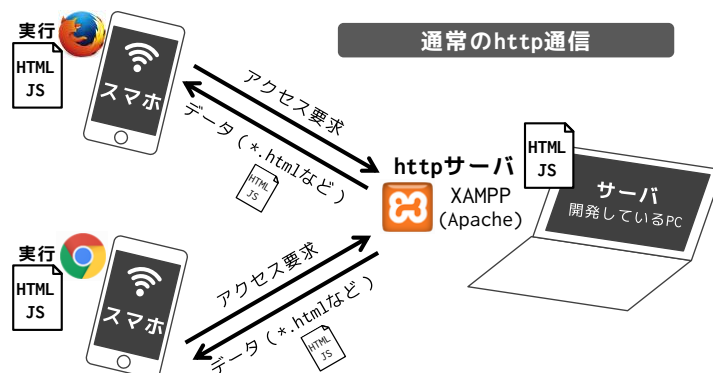 通常のhttp通信
実行
HTML
JS
スマホ
アクセス要求
データ(*.htmlなど)
HTML
JS
httpサーバ
XAMPP
(Apache)
HTML
JS
サーバ
開発しているPC
実行
HTML
JS
スマホ
アクセス要求
データ(*.htmlなど)
HTML
JS